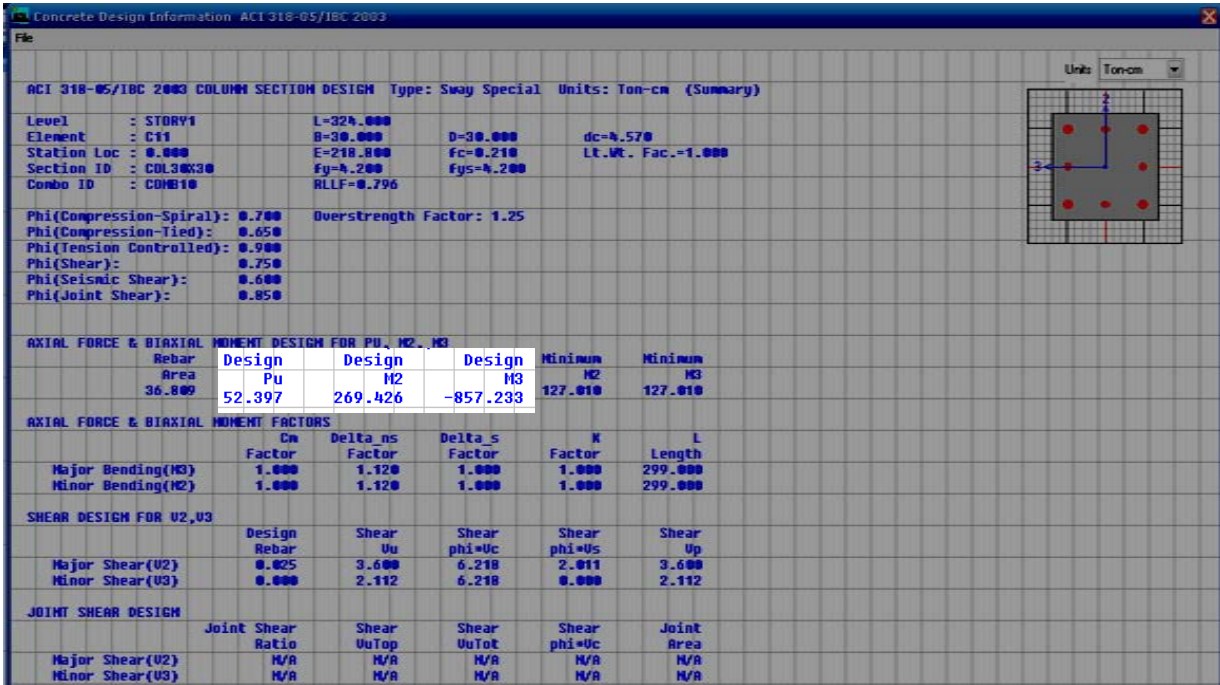 Concrete Design Information ACI 318-05/IBC 2003
File
Units Ton-cm
ACI 318-05/IBC 2003 COLUMN SECTION DESIGN Type: Sway Special Units: Ton-cm (Summary)
Level : STORY1 L=324.000
Element : C11 B=30.000 D=30.000 dc=4.570
Station Loc : 0.000 E=218.800 fc=0.210 Lt.Wt. Fac.=1.000
Section ID : COL30X30 fy=4.200 fys=4.200
Combo ID : COMB10 RLLF=0.796
Phi(Compression-Spiral): 0.700 Overstrength Factor: 1.25
Phi(Compression-Tied): 0.650
Phi(Tension Controlled): 0.900
Phi(Shear): 0.750
Phi(Seismic Shear): 0.600
Phi(Joint Shear): 0.850
2
3
AXIAL FORCE & BIAXIAL MOMENT DESIGN FOR PU, M2, M3
Rebar Design Design Design Minimum Minimum
Area Pu M2 M3 M2 M3
36.809 52.397 269.426 -857.233 127.010 127.010
AXIAL FORCE & BIAXIAL MOMENT FACTORS
Cm Delta_ns Delta_s K L
Factor Factor Factor Factor Length
Major Bending(M3) 1.000 1.120 1.000 1.000 299.000
Minor Bending(M2) 1.000 1.120 1.000 1.000 299.000
SHEAR DESIGN FOR V2,V3
Design Shear Shear Shear Shear
Rebar Vu phi*Vc phi*Vs Vp
Major Shear(V2) 0.025 3.600 6.218 2.011 3.600
Minor Shear(V3) 0.000 2.112 6.218 0.000 2.112
JOINT SHEAR DESIGN
Joint Shear Shear Shear Shear Joint
Ratio VuTop VuTot phi*Vc Area
Major Shear(V2) N/A N/A N/A N/A N/A
Minor Shear(V3) N/A N/A N/A N/A N/A